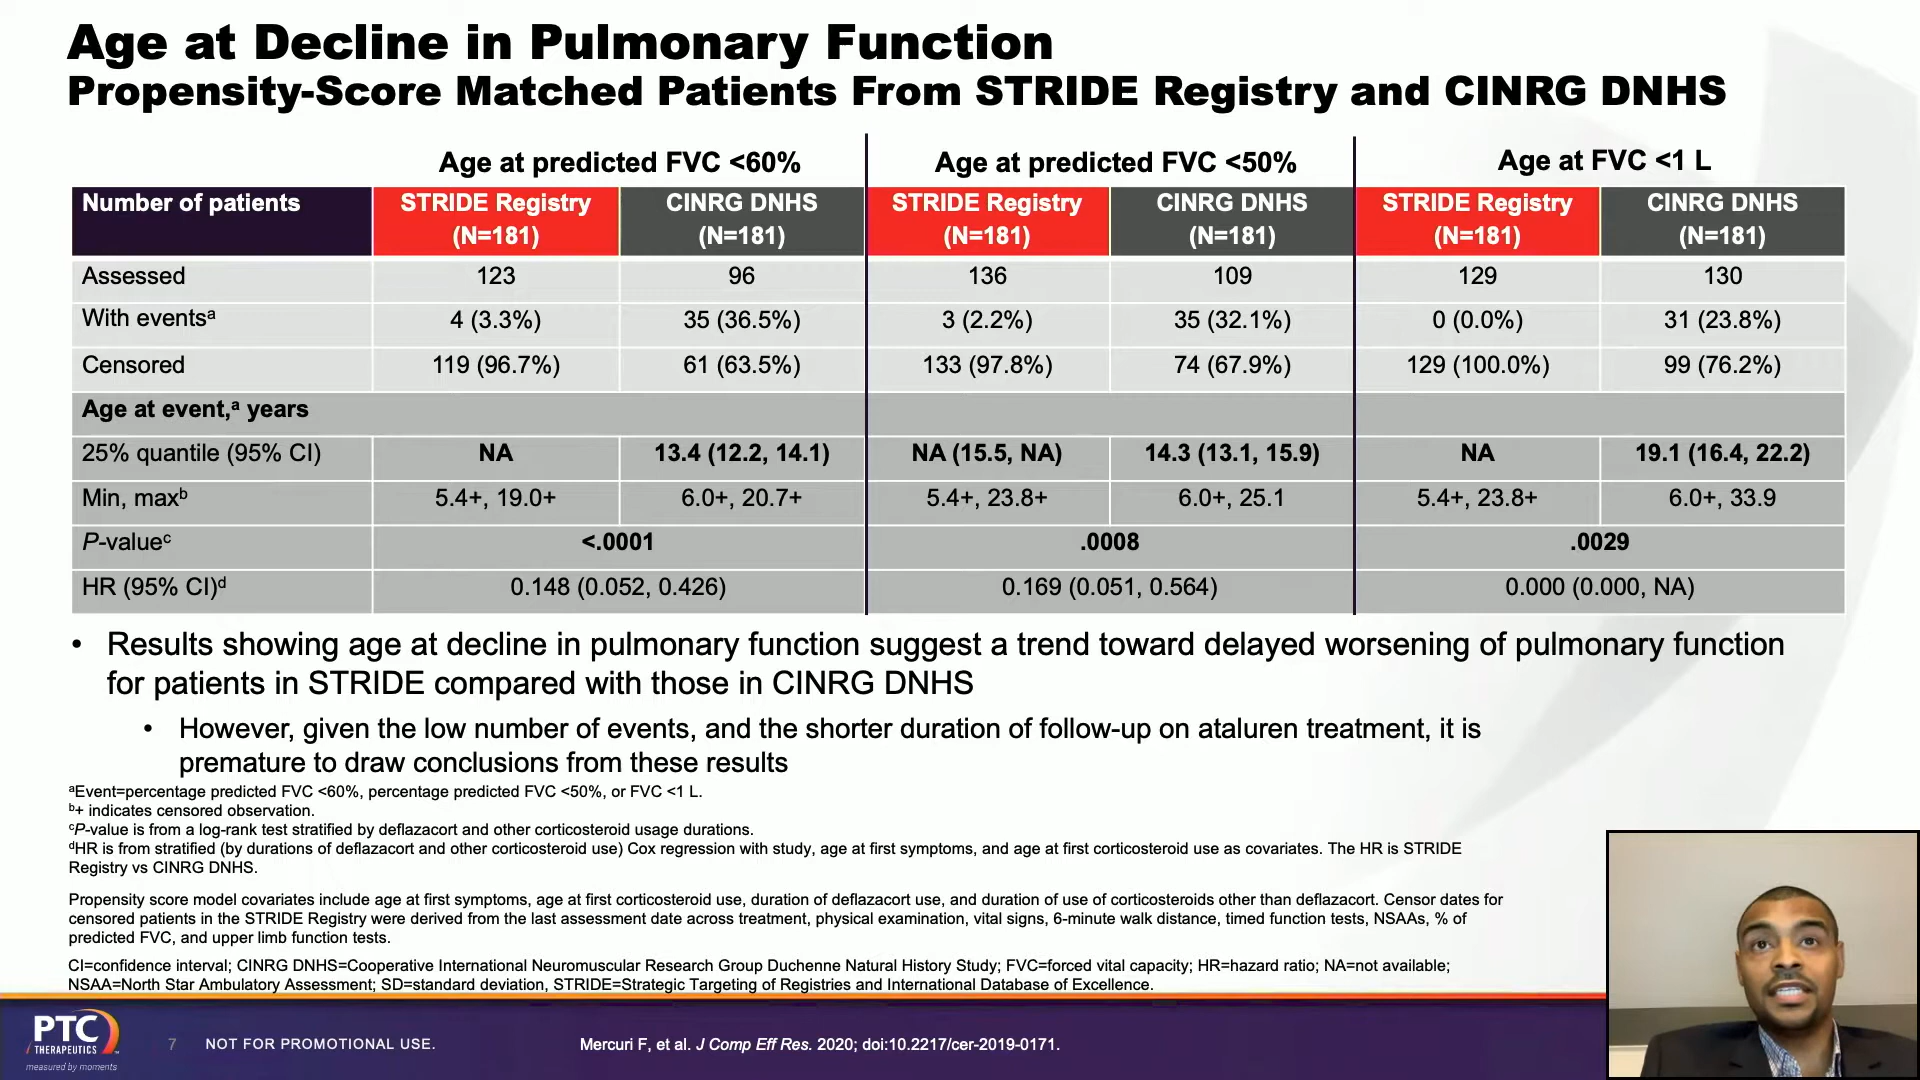 Age at Decline in Pulmonary Function
Propensity-Score Matched Patients From STRIDE Registry and CINRG DNHS
Age at predicted FVC <60% Age at predicted FVC <50% Age at FVC <1 L
Number of patients STRIDE Registry (N=181) CINRG DNHS (N=181) STRIDE Registry (N=181) CINRG DNHS (N=181) STRIDE Registry (N=181) CINRG DNHS (N=181)
Assessed 123 96 136 109 129 130
With eventsᵃ 4 (3.3%) 35 (36.5%) 3 (2.2%) 35 (32.1%) 0 (0.0%) 31 (23.8%)
Censored 119 (96.7%) 61 (63.5%) 133 (97.8%) 74 (67.9%) 129 (100.0%) 99 (76.2%)
Age at event,ᵃ years
25% quantile (95% CI) NA 13.4 (12.2, 14.1) NA (15.5, NA) 14.3 (13.1, 15.9) NA 19.1 (16.4, 22.2)
Min, maxᵇ 5.4+, 19.0+ 6.0+, 20.7+ 5.4+, 23.8+ 6.0+, 25.1 5.4+, 23.8+ 6.0+, 33.9
P-valueᶜ <.0001 .0008 .0029
HR (95% CI)ᵈ 0.148 (0.052, 0.426) 0.169 (0.051, 0.564) 0.000 (0.000, NA)
• Results showing age at decline in pulmonary function suggest a trend toward delayed worsening of pulmonary function
for patients in STRIDE compared with those in CINRG DNHS
• However, given the low number of events, and the shorter duration of follow-up on ataluren treatment, it is
premature to draw conclusions from these results
ᵃEvent=percentage predicted FVC <60%, percentage predicted FVC <50%, or FVC <1 L.
ᵇ+ indicates censored observation.
ᶜP-value is from a log-rank test stratified by deflazacort and other corticosteroid usage durations.
ᵈHR is from stratified (by durations of deflazacort and other corticosteroid use) Cox regression with study, age at first symptoms, and age at first corticosteroid use as covariates. The HR is STRIDE
Registry vs CINRG DNHS.
Propensity score model covariates include age at first symptoms, age at first corticosteroid use, duration of deflazacort use, and duration of use of corticosteroids other than deflazacort. Censor dates for
censored patients in the STRIDE Registry were derived from the last assessment date across treatment, physical examination, vital signs, 6-minute walk distance, timed function tests, NSAAs, % of
predicted FVC, and upper limb function tests.
CI=confidence interval; CINRG DNHS=Cooperative International Neuromuscular Research Group Duchenne Natural History Study; FVC=forced vital capacity; HR=hazard ratio; NA=not available;
NSAA=North Star Ambulatory Assessment; SD=standard deviation, STRIDE=Strategic Targeting of Registries and International Database of Excellence.
PTC
THERAPEUTICS
measured by moments
7 NOT FOR PROMOTIONAL USE. Mercuri F, et al. J Comp Eff Res. 2020; doi:10.2217/cer-2019-0171.